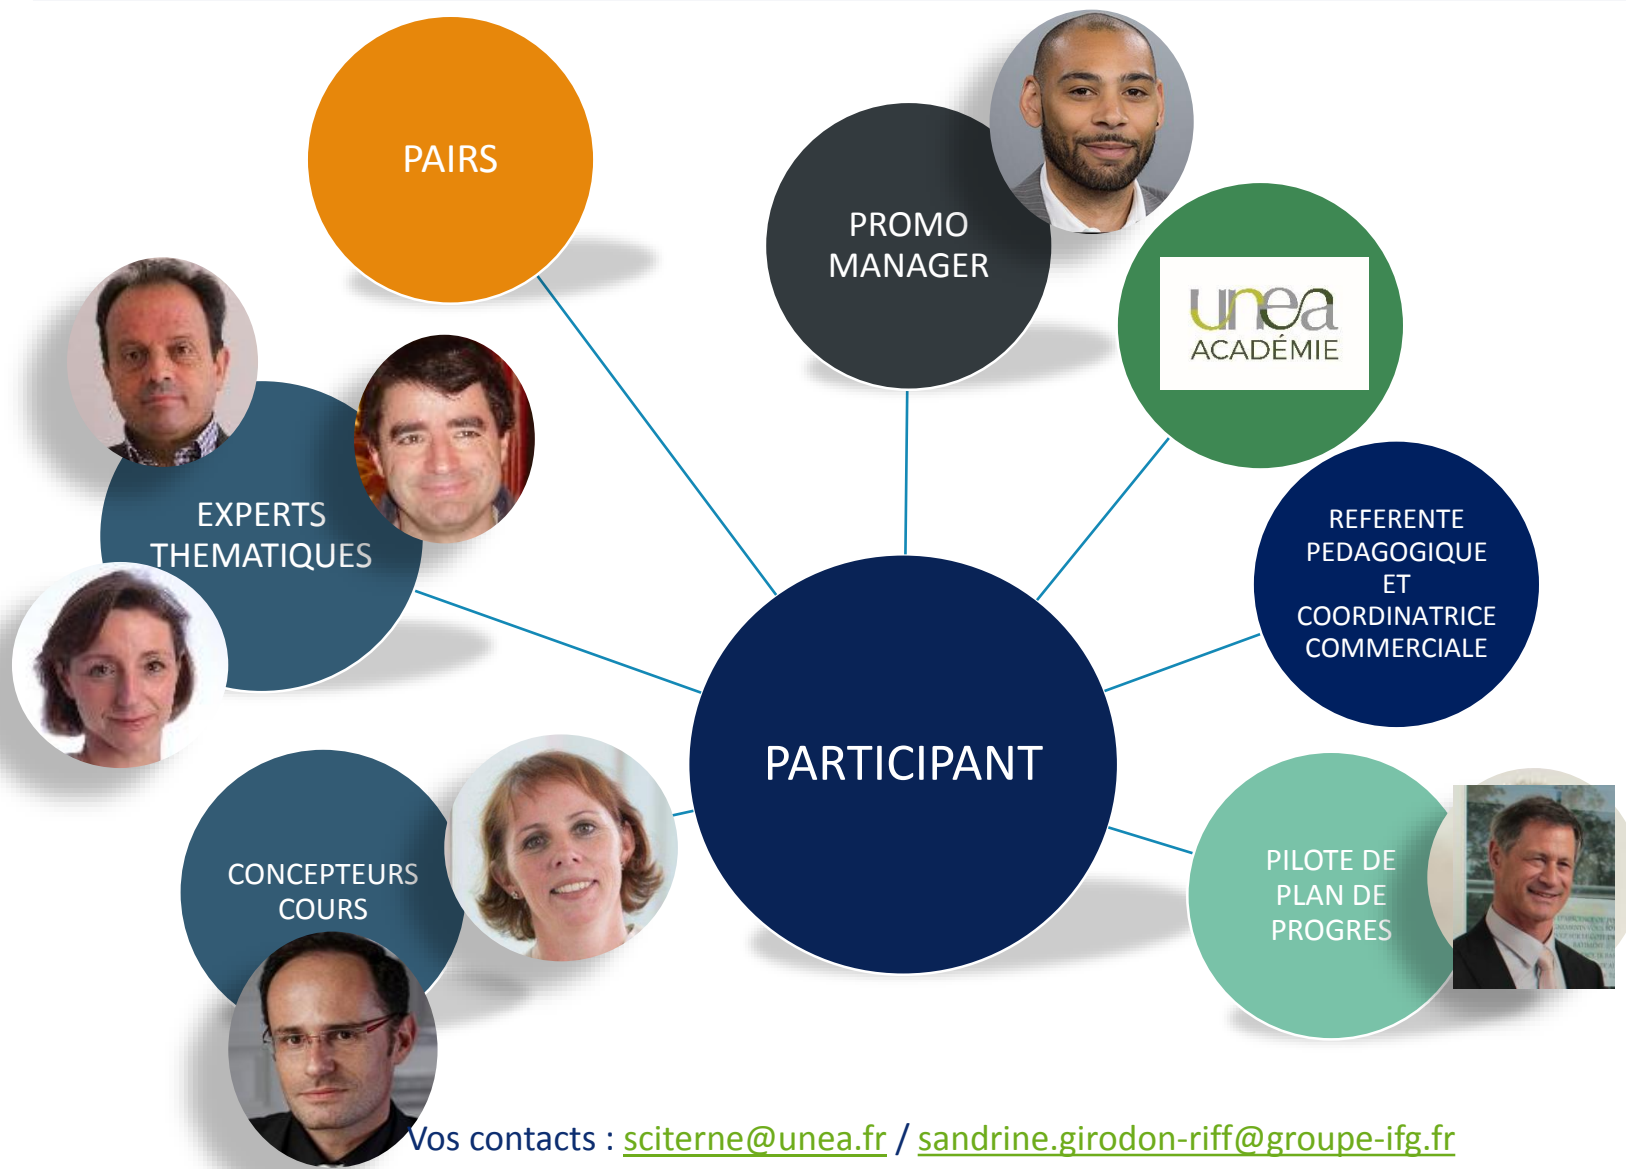 PAIRS
PROMO
MANAGER
unea
ACADÉMIE
EXPERTS
THEMATIQUES
REFERENTE
PEDAGOGIQUE
ET
COORDINATRICE
COMMERCIALE
PARTICIPANT
CONCEPTEURS
COURS
PILOTE DE
PLAN DE
PROGRES
Vos contacts : sciterne@unea.fr / sandrine.girodon-riff@groupe-ifg.fr